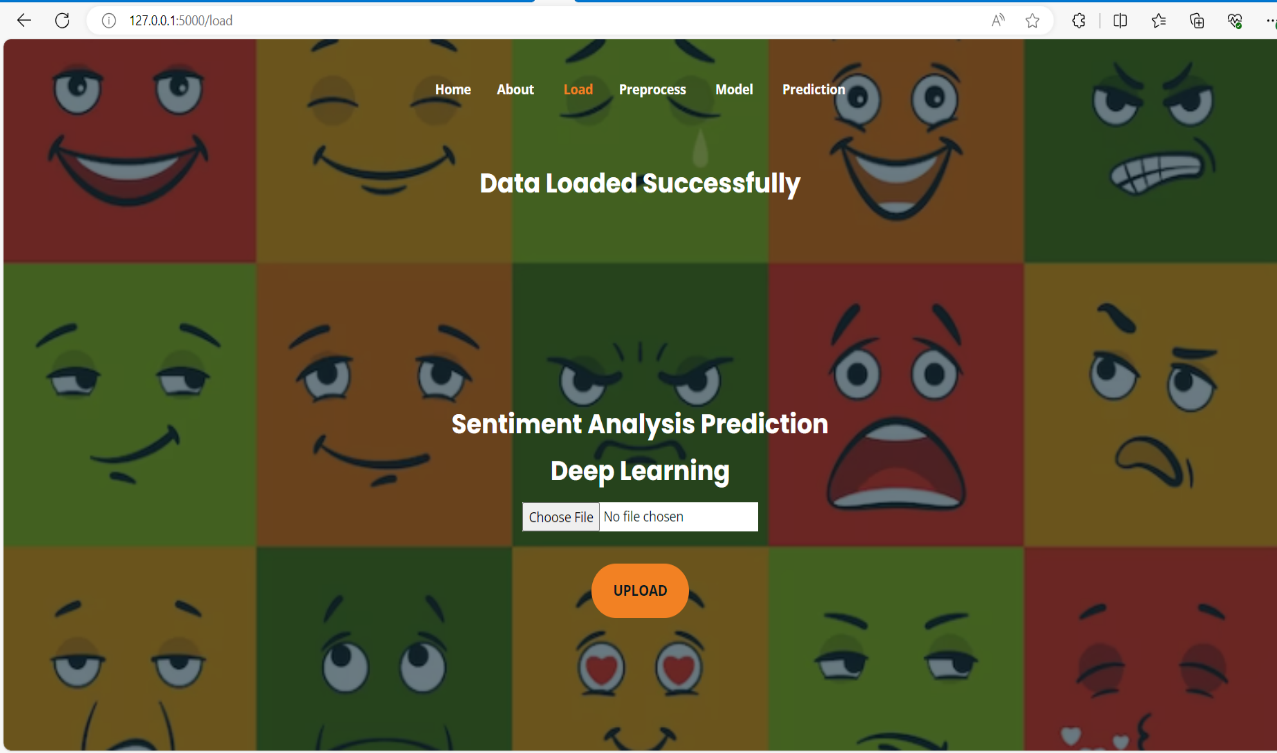 127.0.0.1:5000/load
Home About Load Preprocess Model Prediction
Data Loaded Successfully
Sentiment Analysis Prediction
Deep Learning
Choose File No file chosen
UPLOAD